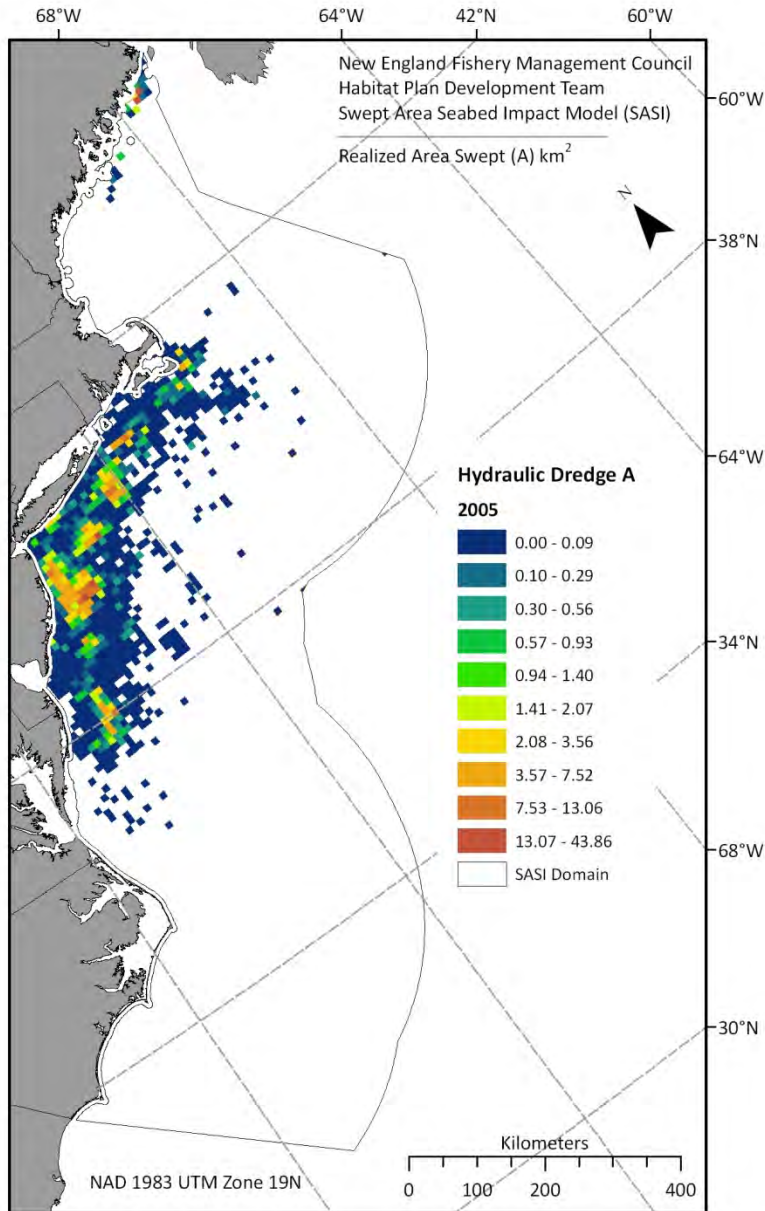 68°W 64°W 42°N 60°W
New England Fishery Management Council
Habitat Plan Development Team
Swept Area Seabed Impact Model (SASI)
Realized Area Swept (A) km²
60°W
N
38°N
64°W
Hydraulic Dredge A
2005
0.00 - 0.09
0.10 - 0.29
0.30 - 0.56
0.57 - 0.93
0.94 - 1.40
1.41 - 2.07
2.08 - 3.56
3.57 - 7.52
7.53 - 13.06
13.07 - 43.86
SASI Domain
34°N
68°W
30°N
Kilometers
0 100 200 400
NAD 1983 UTM Zone 19N